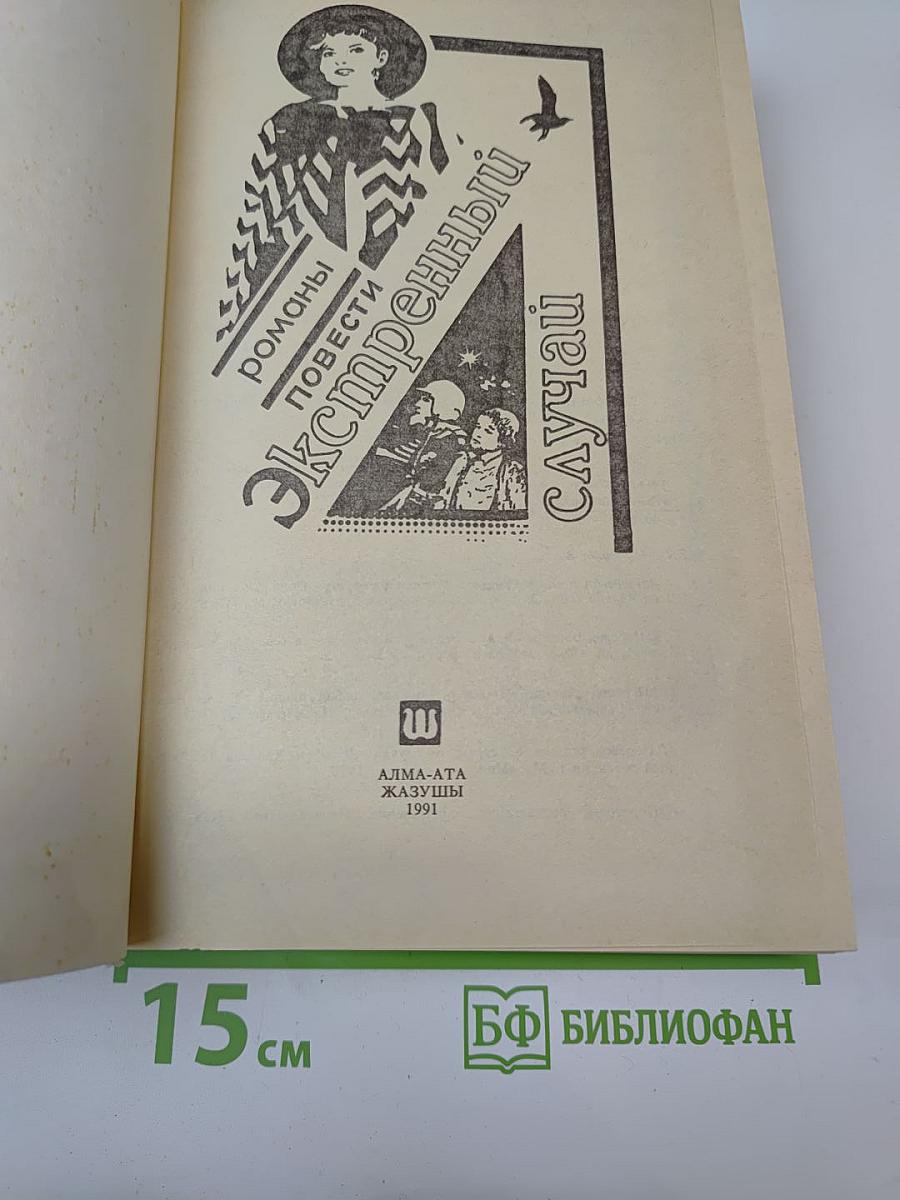 романы
повести
Экстренный
случай
АЛМА-АТА
ЖАЗУШЫ
1991
15 см
БФ БИБЛИОФАН